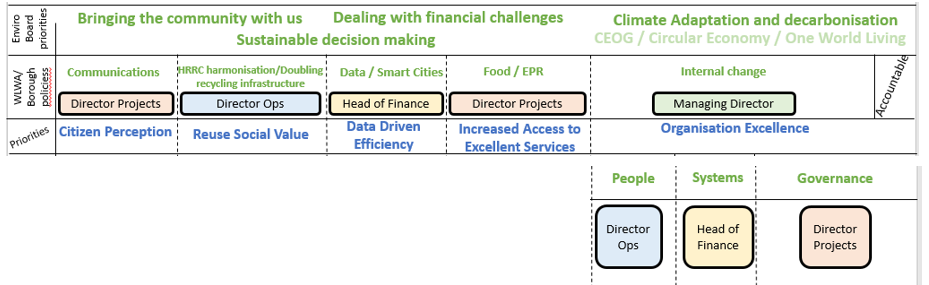 Enviro
Board
priorities
Bringing the community with us
Dealing with financial challenges
Sustainable decision making
Climate Adaptation and decarbonisation
CEOG / Circular Economy / One World Living
WLWA/
Borough
policiess
Communications
HRRC harmonisation/Doubling
recycling infrastructure
Data / Smart Cities
Food / EPR
Internal change
Accountable
Director Projects
Director Ops
Head of Finance
Director Projects
Managing Director
Priorities
Citizen Perception
Reuse Social Value
Data Driven
Efficiency
Increased Access to
Excellent Services
Organisation Excellence
People
Systems
Governance
Director
Ops
Head of
Finance
Director
Projects